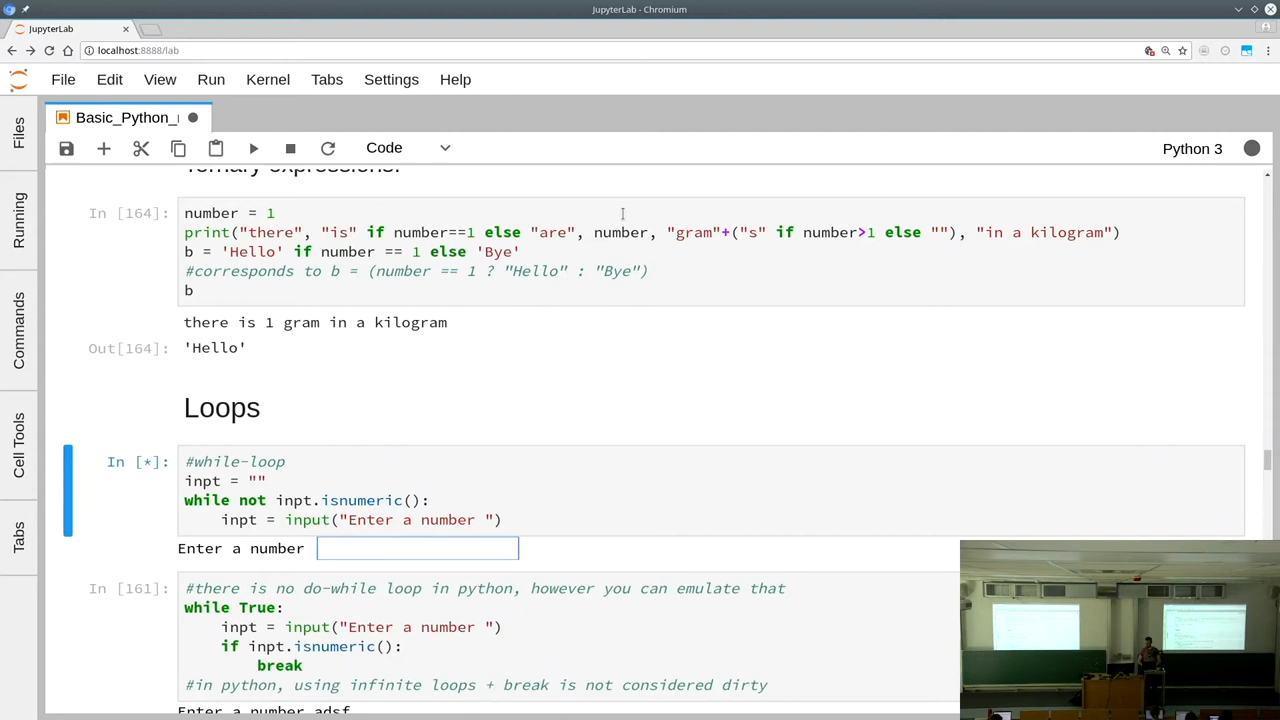 JupyterLab - Chromium
JupyterLab
localhost:8888/lab
File Edit View Run Kernel Tabs Settings Help
Files
Running
Commands
Cell Tools
Tabs
Basic_Python_
Code
Python 3
Ternary expressions:
In [164]:
number = 1
print("there", "is" if number==1 else "are", number, "gram"+("s" if number>1 else ""), "in a kilogram")
b = 'Hello' if number == 1 else 'Bye'
#corresponds to b = (number == 1 ? "Hello" : "Bye")
b
there is 1 gram in a kilogram
Out[164]: 'Hello'
Loops
In [*]:
#while-loop
inpt = ""
while not inpt.isnumeric():
    inpt = input("Enter a number ")
Enter a number
In [161]:
#there is no do-while loop in python, however you can emulate that
while True:
    inpt = input("Enter a number ")
    if inpt.isnumeric():
        break
#in python, using infinite loops + break is not considered dirty
Enter a number adsf